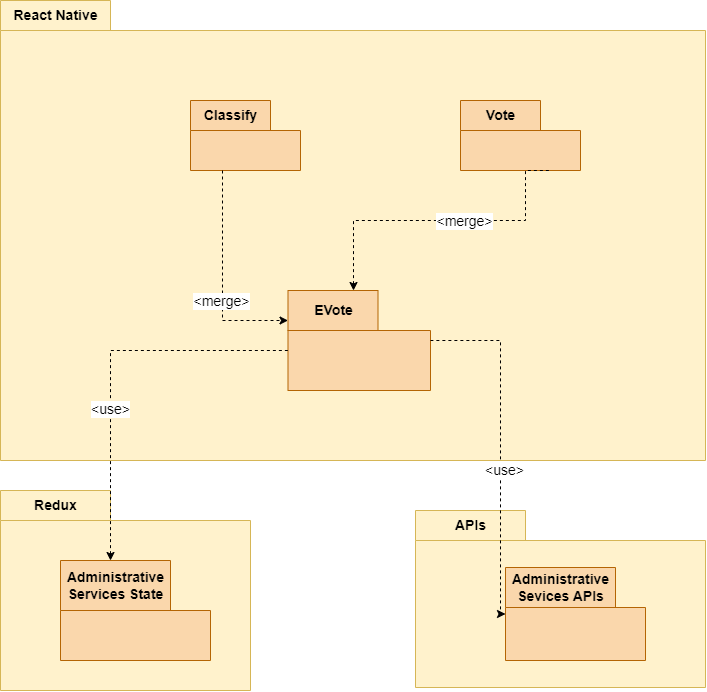 React Native
Classify
Vote
<merge>
<merge>
EVote
<use>
<use>
Redux
APIs
Administrative
Services State
Administrative
Sevices APIs